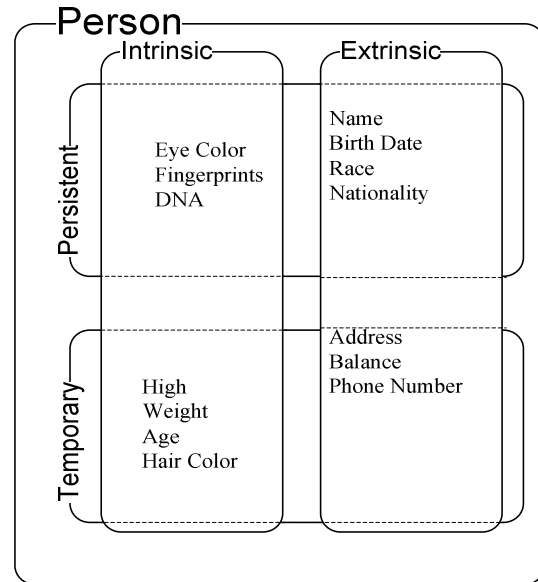 Person
Intrinsic
Extrinsic
Persistent
Eye Color
Fingerprints
DNA
Name
Birth Date
Race
Nationality
Temporary
High
Weight
Age
Hair Color
Address
Balance
Phone Number